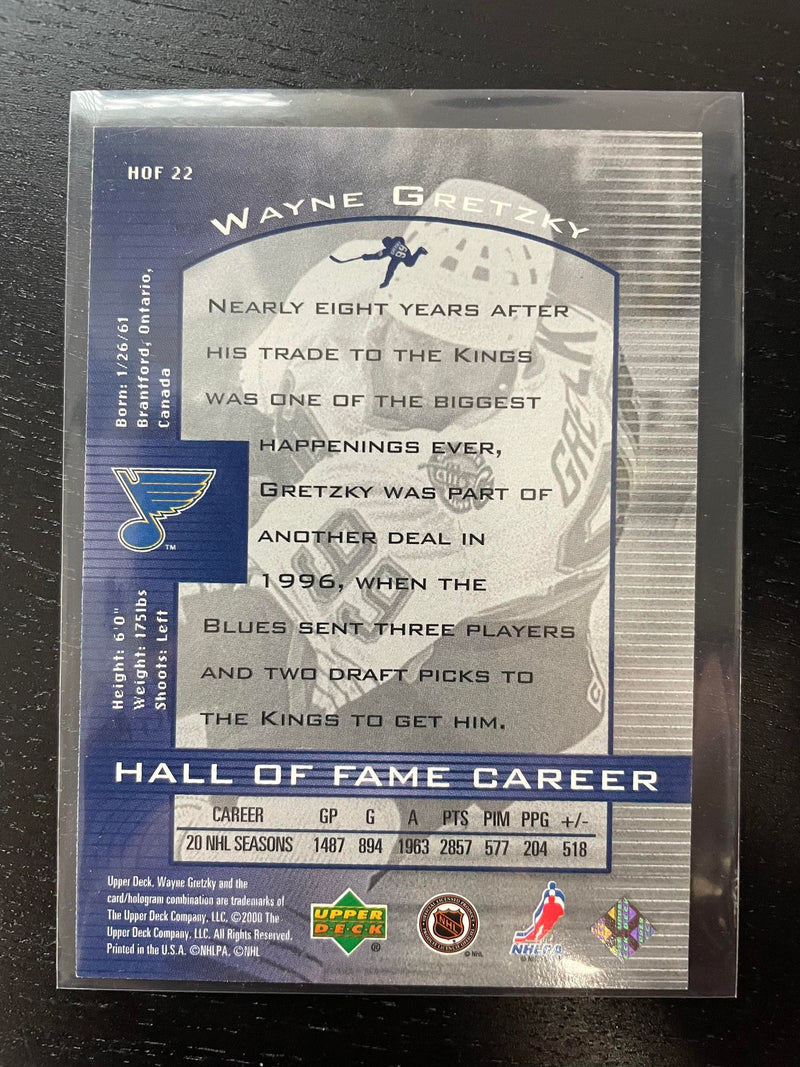 HOF 22
WAYNE GRETZKY
99
Born: 1/26/61
Brantford, Ontario,
Canada
NEARLY EIGHT YEARS AFTER
HIS TRADE TO THE KINGS
WAS ONE OF THE BIGGEST
HAPPENINGS EVER,
GRETZKY WAS PART OF
ANOTHER DEAL IN
1996, WHEN THE
BLUES SENT THREE PLAYERS
AND TWO DRAFT PICKS TO
THE KINGS TO GET HIM.
TM
Height: 6'0"
Weight: 175lbs
Shoots: Left
HALL OF FAME CAREER
CAREER GP G A PTS PIM PPG +/-
20 NHL SEASONS 1487 894 1963 2857 577 204 518
Upper Deck, Wayne Gretzky and the
card/hologram combination are trademarks of
The Upper Deck Company, LLC. ©2000 The
Upper Deck Company, LLC. All Rights Reserved.
Printed in the U.S.A. ©NHLPA, ©NHL
UPPER
DECK
®
NHL
© NHL
NHLPA